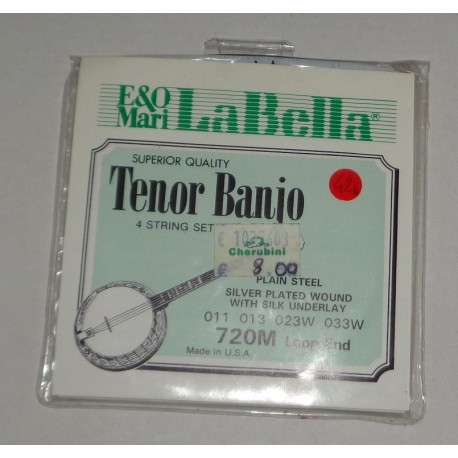 E&O
Mari LaBella®
SUPERIOR QUALITY
Tenor Banjo
4 STRING SET
Cherubini
€ 8,00
PLAIN STEEL
SILVER PLATED WOUND
WITH SILK UNDERLAY
011 013 023W 033W
720M Loop End
Made in U.S.A.